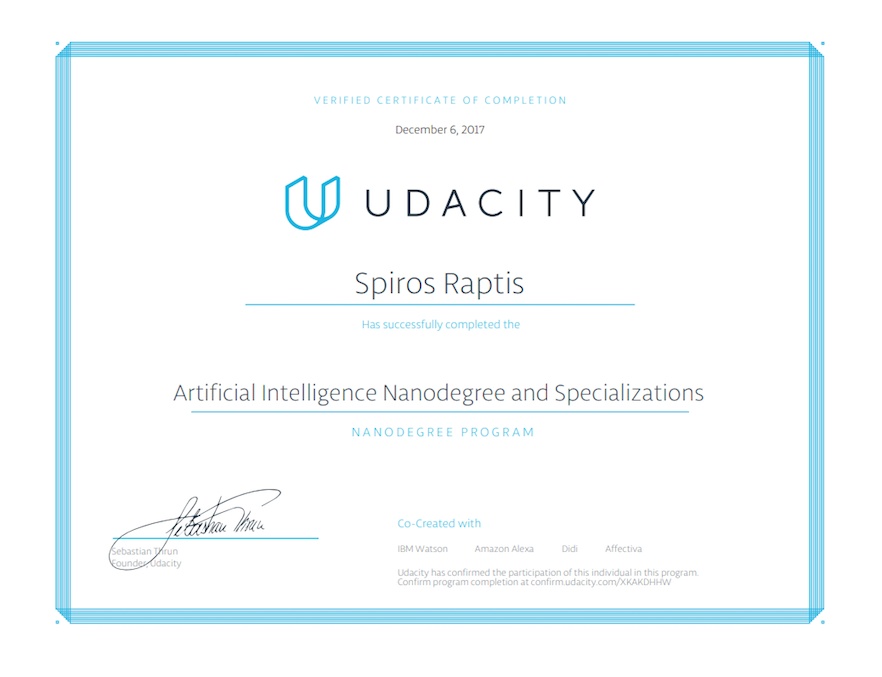 VERIFIED CERTIFICATE OF COMPLETION
December 6, 2017
UDACITY
Spiros Raptis
Has successfully completed the
Artificial Intelligence Nanodegree and Specializations
NANODEGREE PROGRAM
Sebastian Thrun
Sebastian Thrun
Founder, Udacity
Co-Created with
IBM Watson Amazon Alexa Didi Affectiva
Udacity has confirmed the participation of this individual in this program.
Confirm program completion at confirm.udacity.com/XKAKDHHW